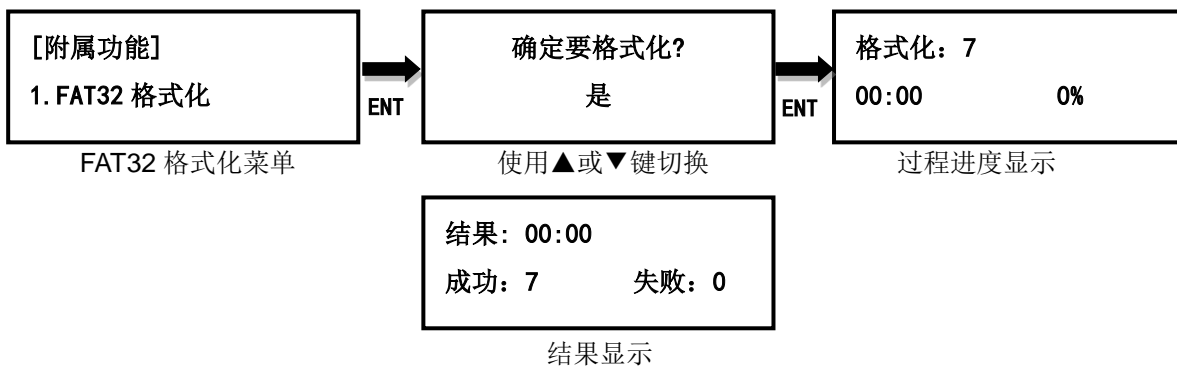 [附属功能]
1.FAT32 格式化
ENT
确定要格式化?
是
ENT
格式化: 7
00:00 0%
FAT32 格式化菜单
使用▲或▼键切换
过程进度显示
结果: 00:00
成功: 7 失败: 0
结果显示